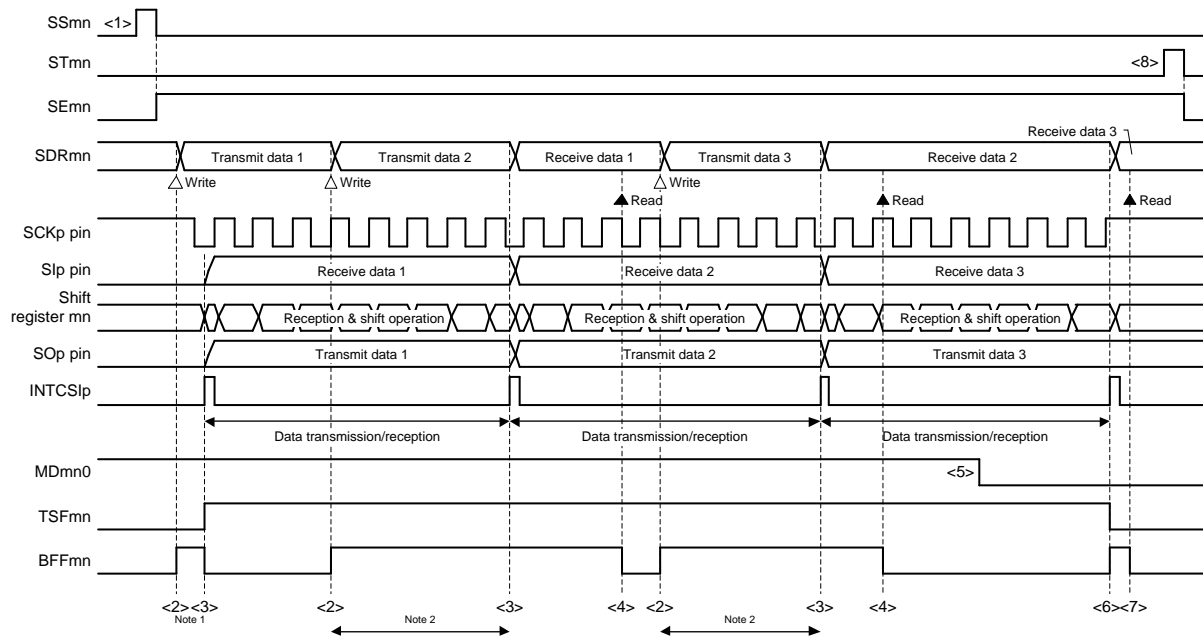 SSmn <1>
STmn <8>
SEmn
Receive data 3
SDRmn Transmit data 1 Transmit data 2 Receive data 1 Transmit data 3 Receive data 2
Write Write Write
Read Read Read
SCKp pin
SIp pin Receive data 1 Receive data 2 Receive data 3
Shift
register mn Reception & shift operation Reception & shift operation Reception & shift operation
SOp pin Transmit data 1 Transmit data 2 Transmit data 3
INTCSIp
Data transmission/reception Data transmission/reception Data transmission/reception
MDmn0 <5>
TSFmn
BFFmn
<2> <3> <2> <3> <4> <2> <3> <4> <6> <7>
Note 1 Note 2 Note 2